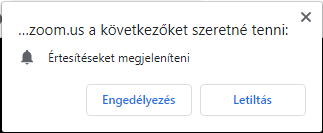 ...zoom.us a következőket szeretné tenni:
Értesítéseket megjeleníteni
Engedélyezés
Letiltás